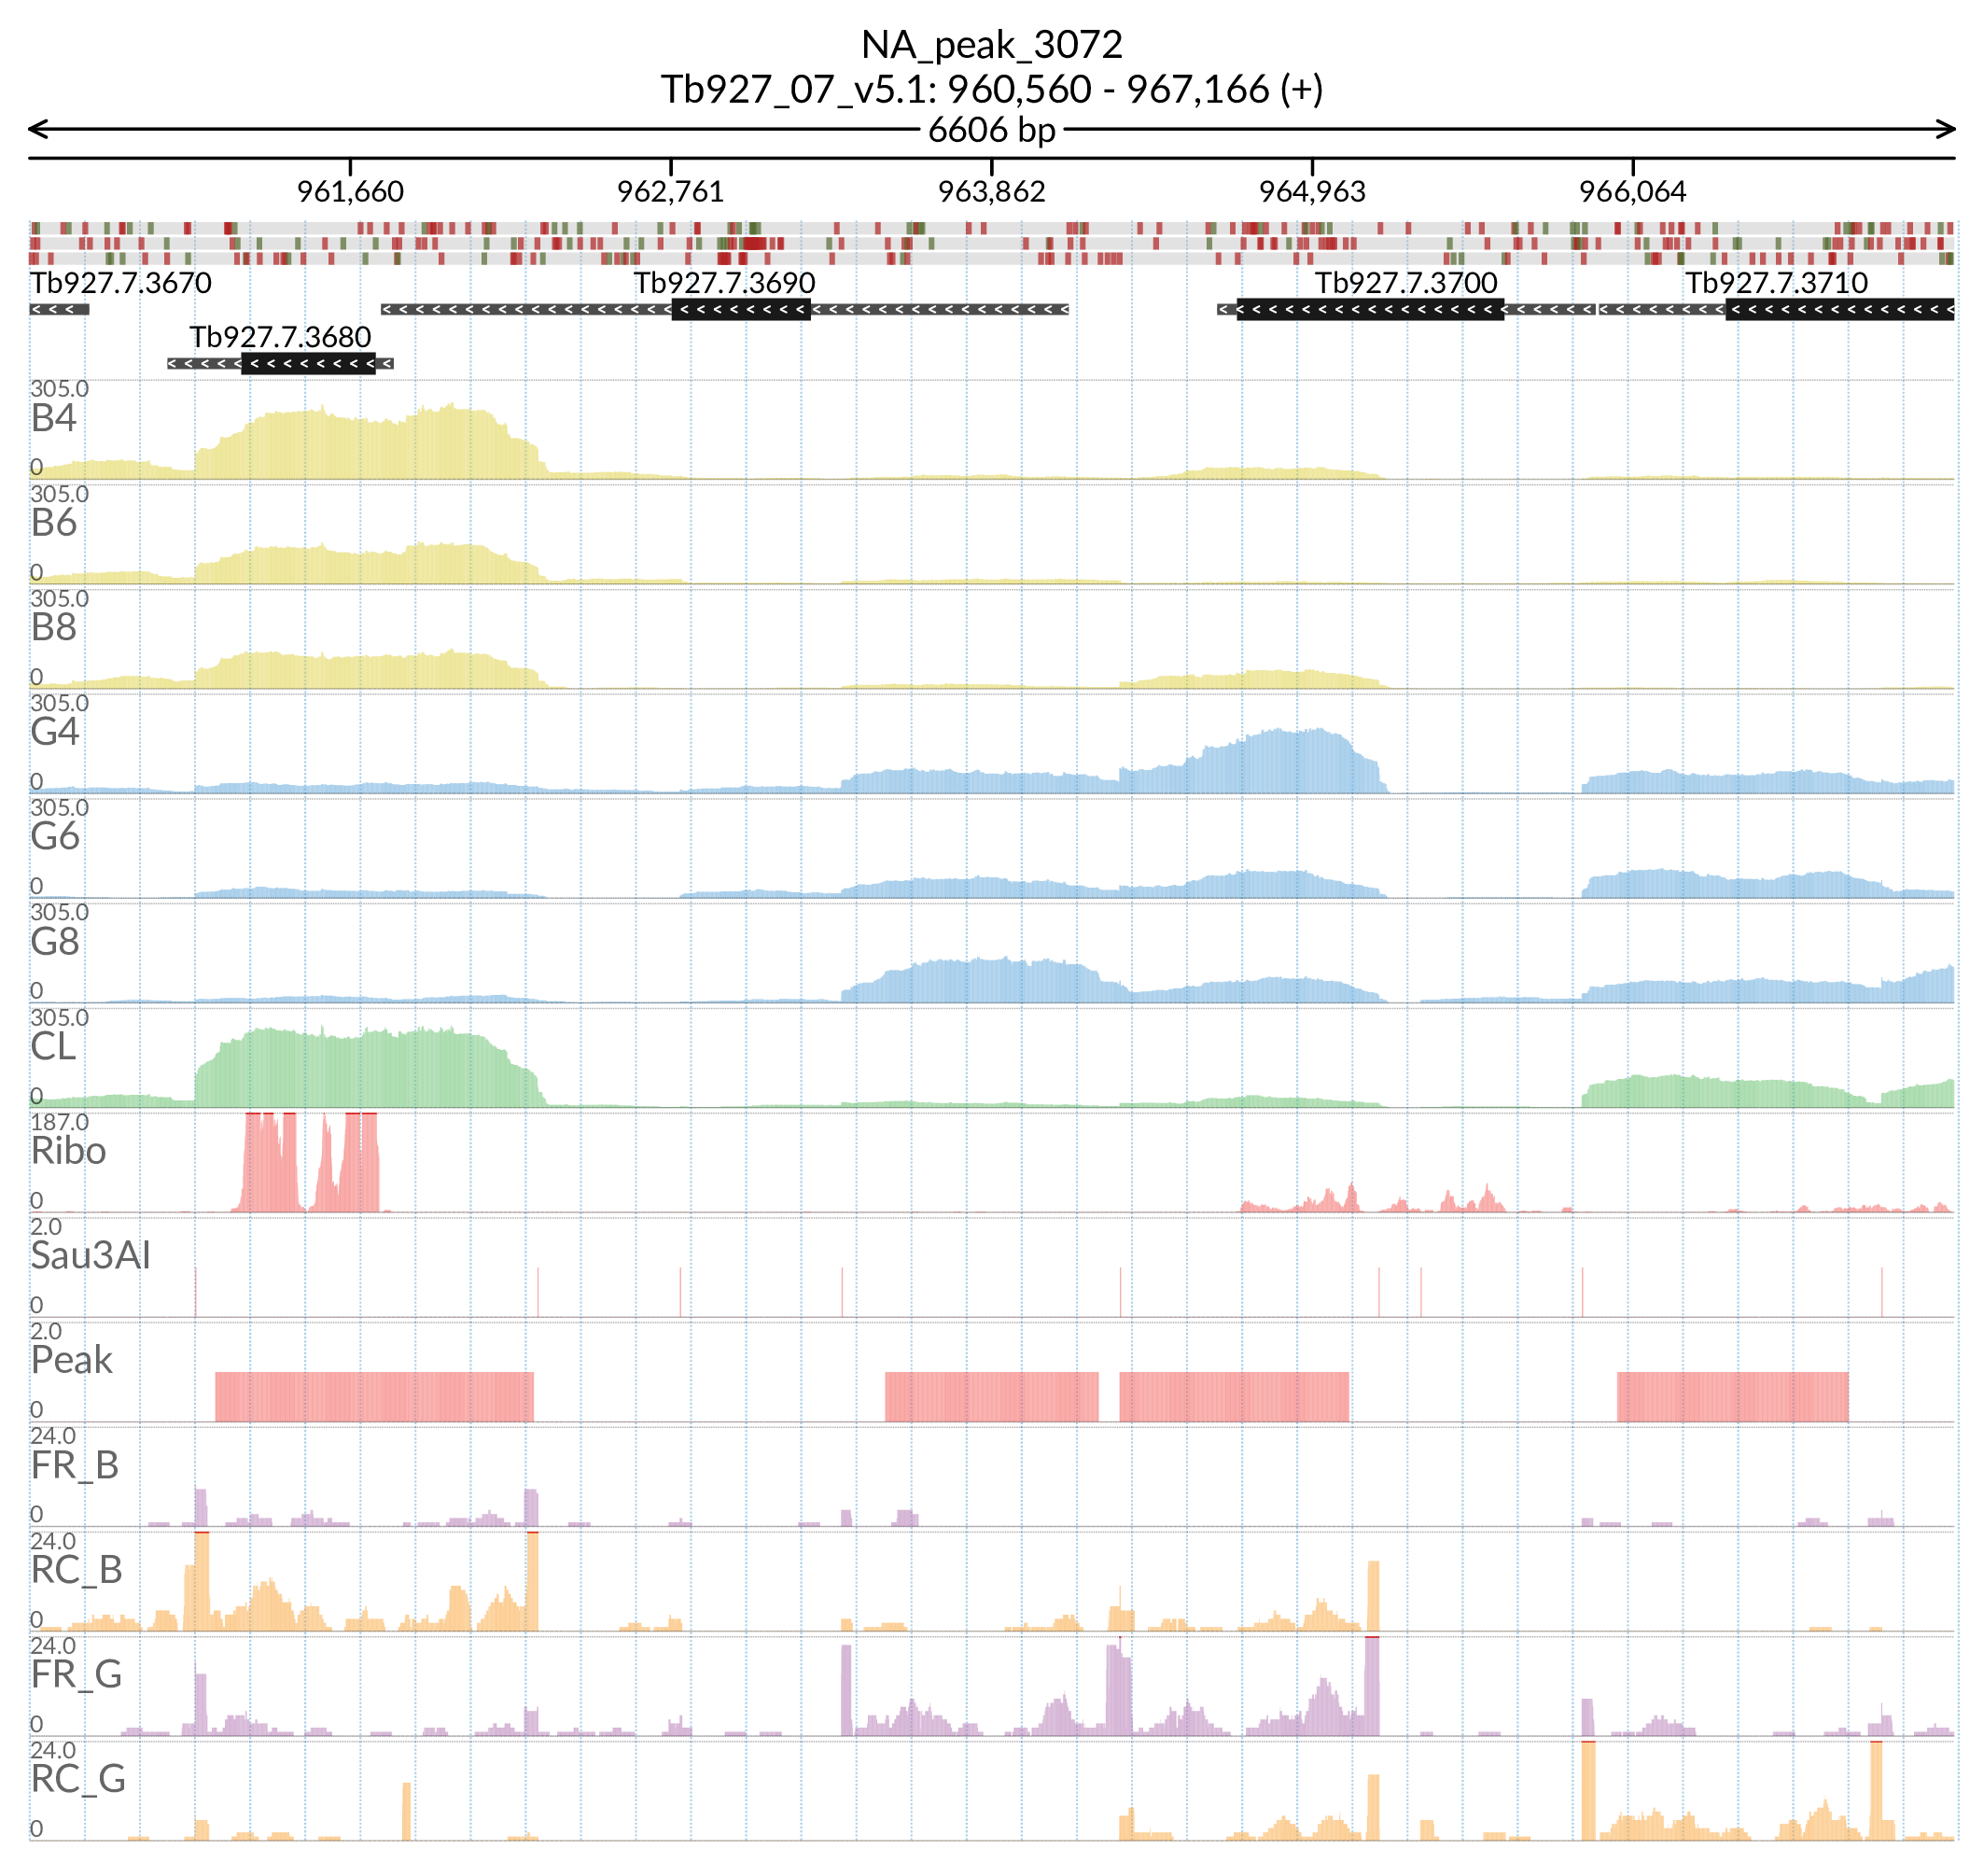 NA_peak_3072
Tb927_07_v5.1: 960,560 - 967,166 (+)
6606 bp
961,660 962,761 963,862 964,963 966,064
Tb927.7.3670 Tb927.7.3690 Tb927.7.3700 Tb927.7.3710
Tb927.7.3680
305.0
B4
0
305.0
B6
0
305.0
B8
0
305.0
G4
0
305.0
G6
0
305.0
G8
0
305.0
CL
0
187.0
Ribo
0
2.0
Sau3AI
0
2.0
Peak
0
24.0
FR_B
0
24.0
RC_B
0
24.0
FR_G
0
24.0
RC_G
0